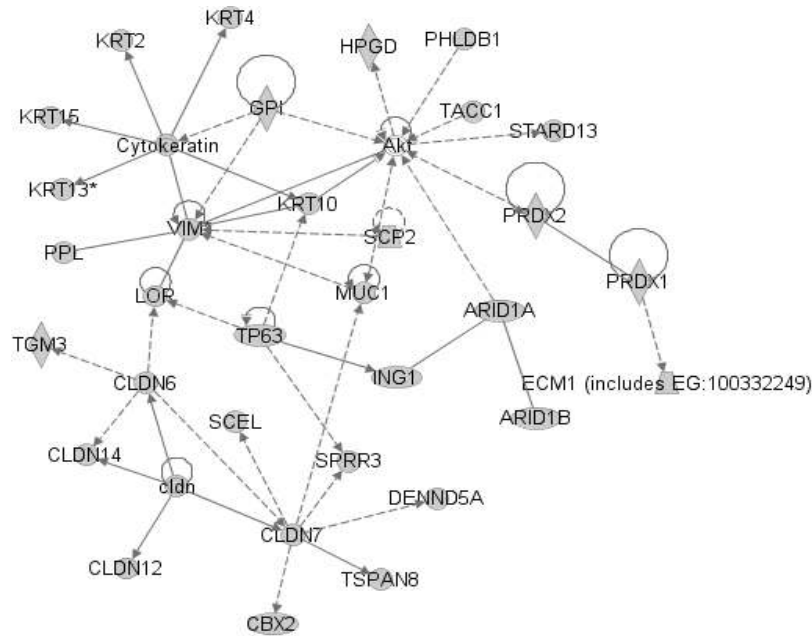 KRT4
KRT2
HPGD
PHLDB1
GPI
TACC1
KRT15
STARD13
Cytokeratin
Akt
KRT13*
KRT10
PRDX2
VIM
SCP2
PPL
PRDX1
LOR
MUC1
ARID1A
TP63
TGM3
ING1
CLDN6
ECM1 (includes EG:100332249)
ARID1B
SCEL
CLDN14
SPRR3
cldn
DENND5A
CLDN7
CLDN12
TSPAN8
CBX2